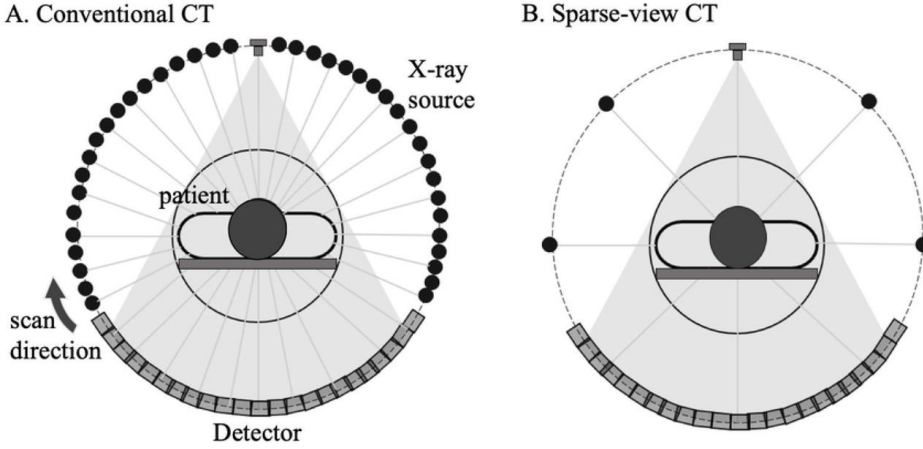 A. Conventional CT
B. Sparse-view CT
X-ray
source
patient
scan
direction
Detector